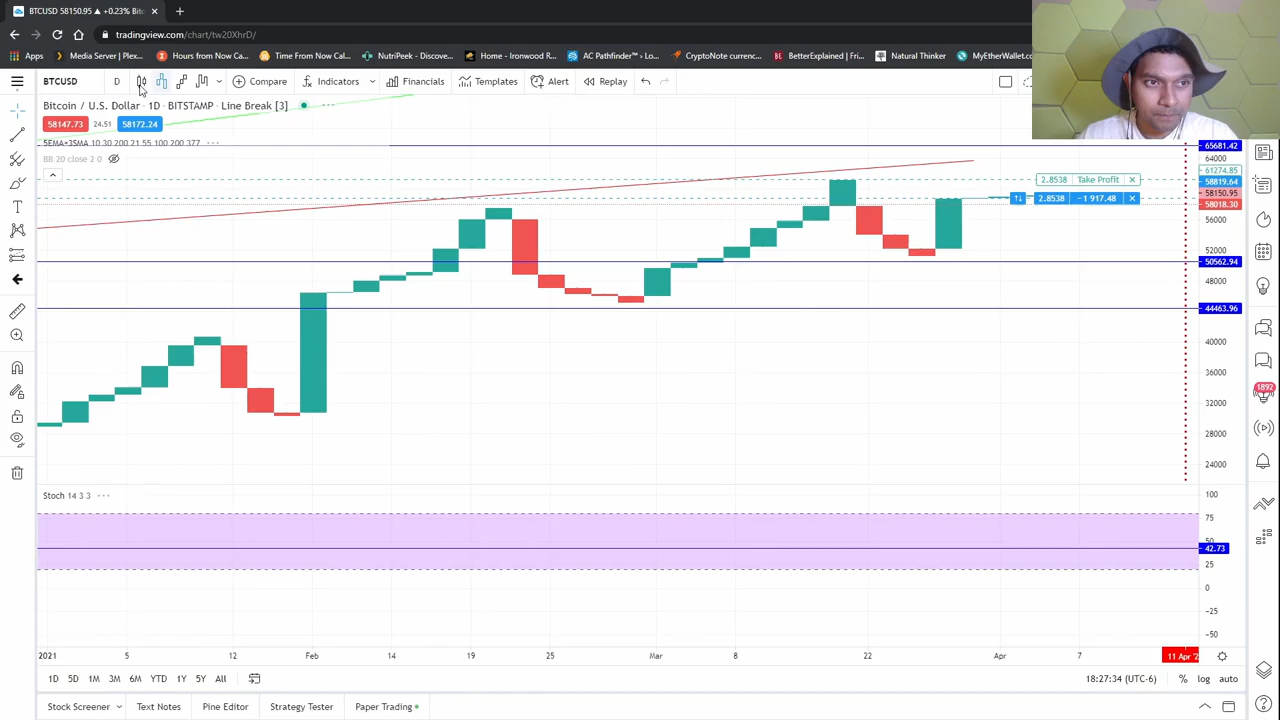 BTCUSD 58150.95 ▲ +0.23% Bitc
tradingview.com/chart/tw20XhrD/
Apps Media Server | Plex... Hours from Now Cal... Time From Now Cal... NutriPeek - Discove... Home - Ironwood R... AC Pathfinder™ | Gl... CryptoNote currenc... BetterExplained | Fri... Natural Thinker MyEtherWallet.co
BTCUSD D Compare Indicators Financials Templates Alert Replay
Bitcoin / U.S. Dollar · 1D · BITSTAMP · Line Break [3]
58147.73 24.51 58172.24
5EMA+3SMA 10 30 200 21 55 100 200 377
BB 20 close 2 0
65681.42
64000
61274.85
2.8538 Take Profit
58819.64
58150.95
2.8538 −1 917.48
58018.30
56000
52000
50562.94
48000
44463.96
40000
36000
32000
28000
24000
1892
Stoch 14 3 3
100
75
50
42.73
25
0
−25
−50
2021 5 12 Feb 14 19 25 Mar 8 22 Apr 7 11 Apr '2
1D 5D 1M 3M 6M YTD 1Y 5Y All 18:27:34 (UTC-6) % log auto
Stock Screener Text Notes Pine Editor Strategy Tester Paper Trading